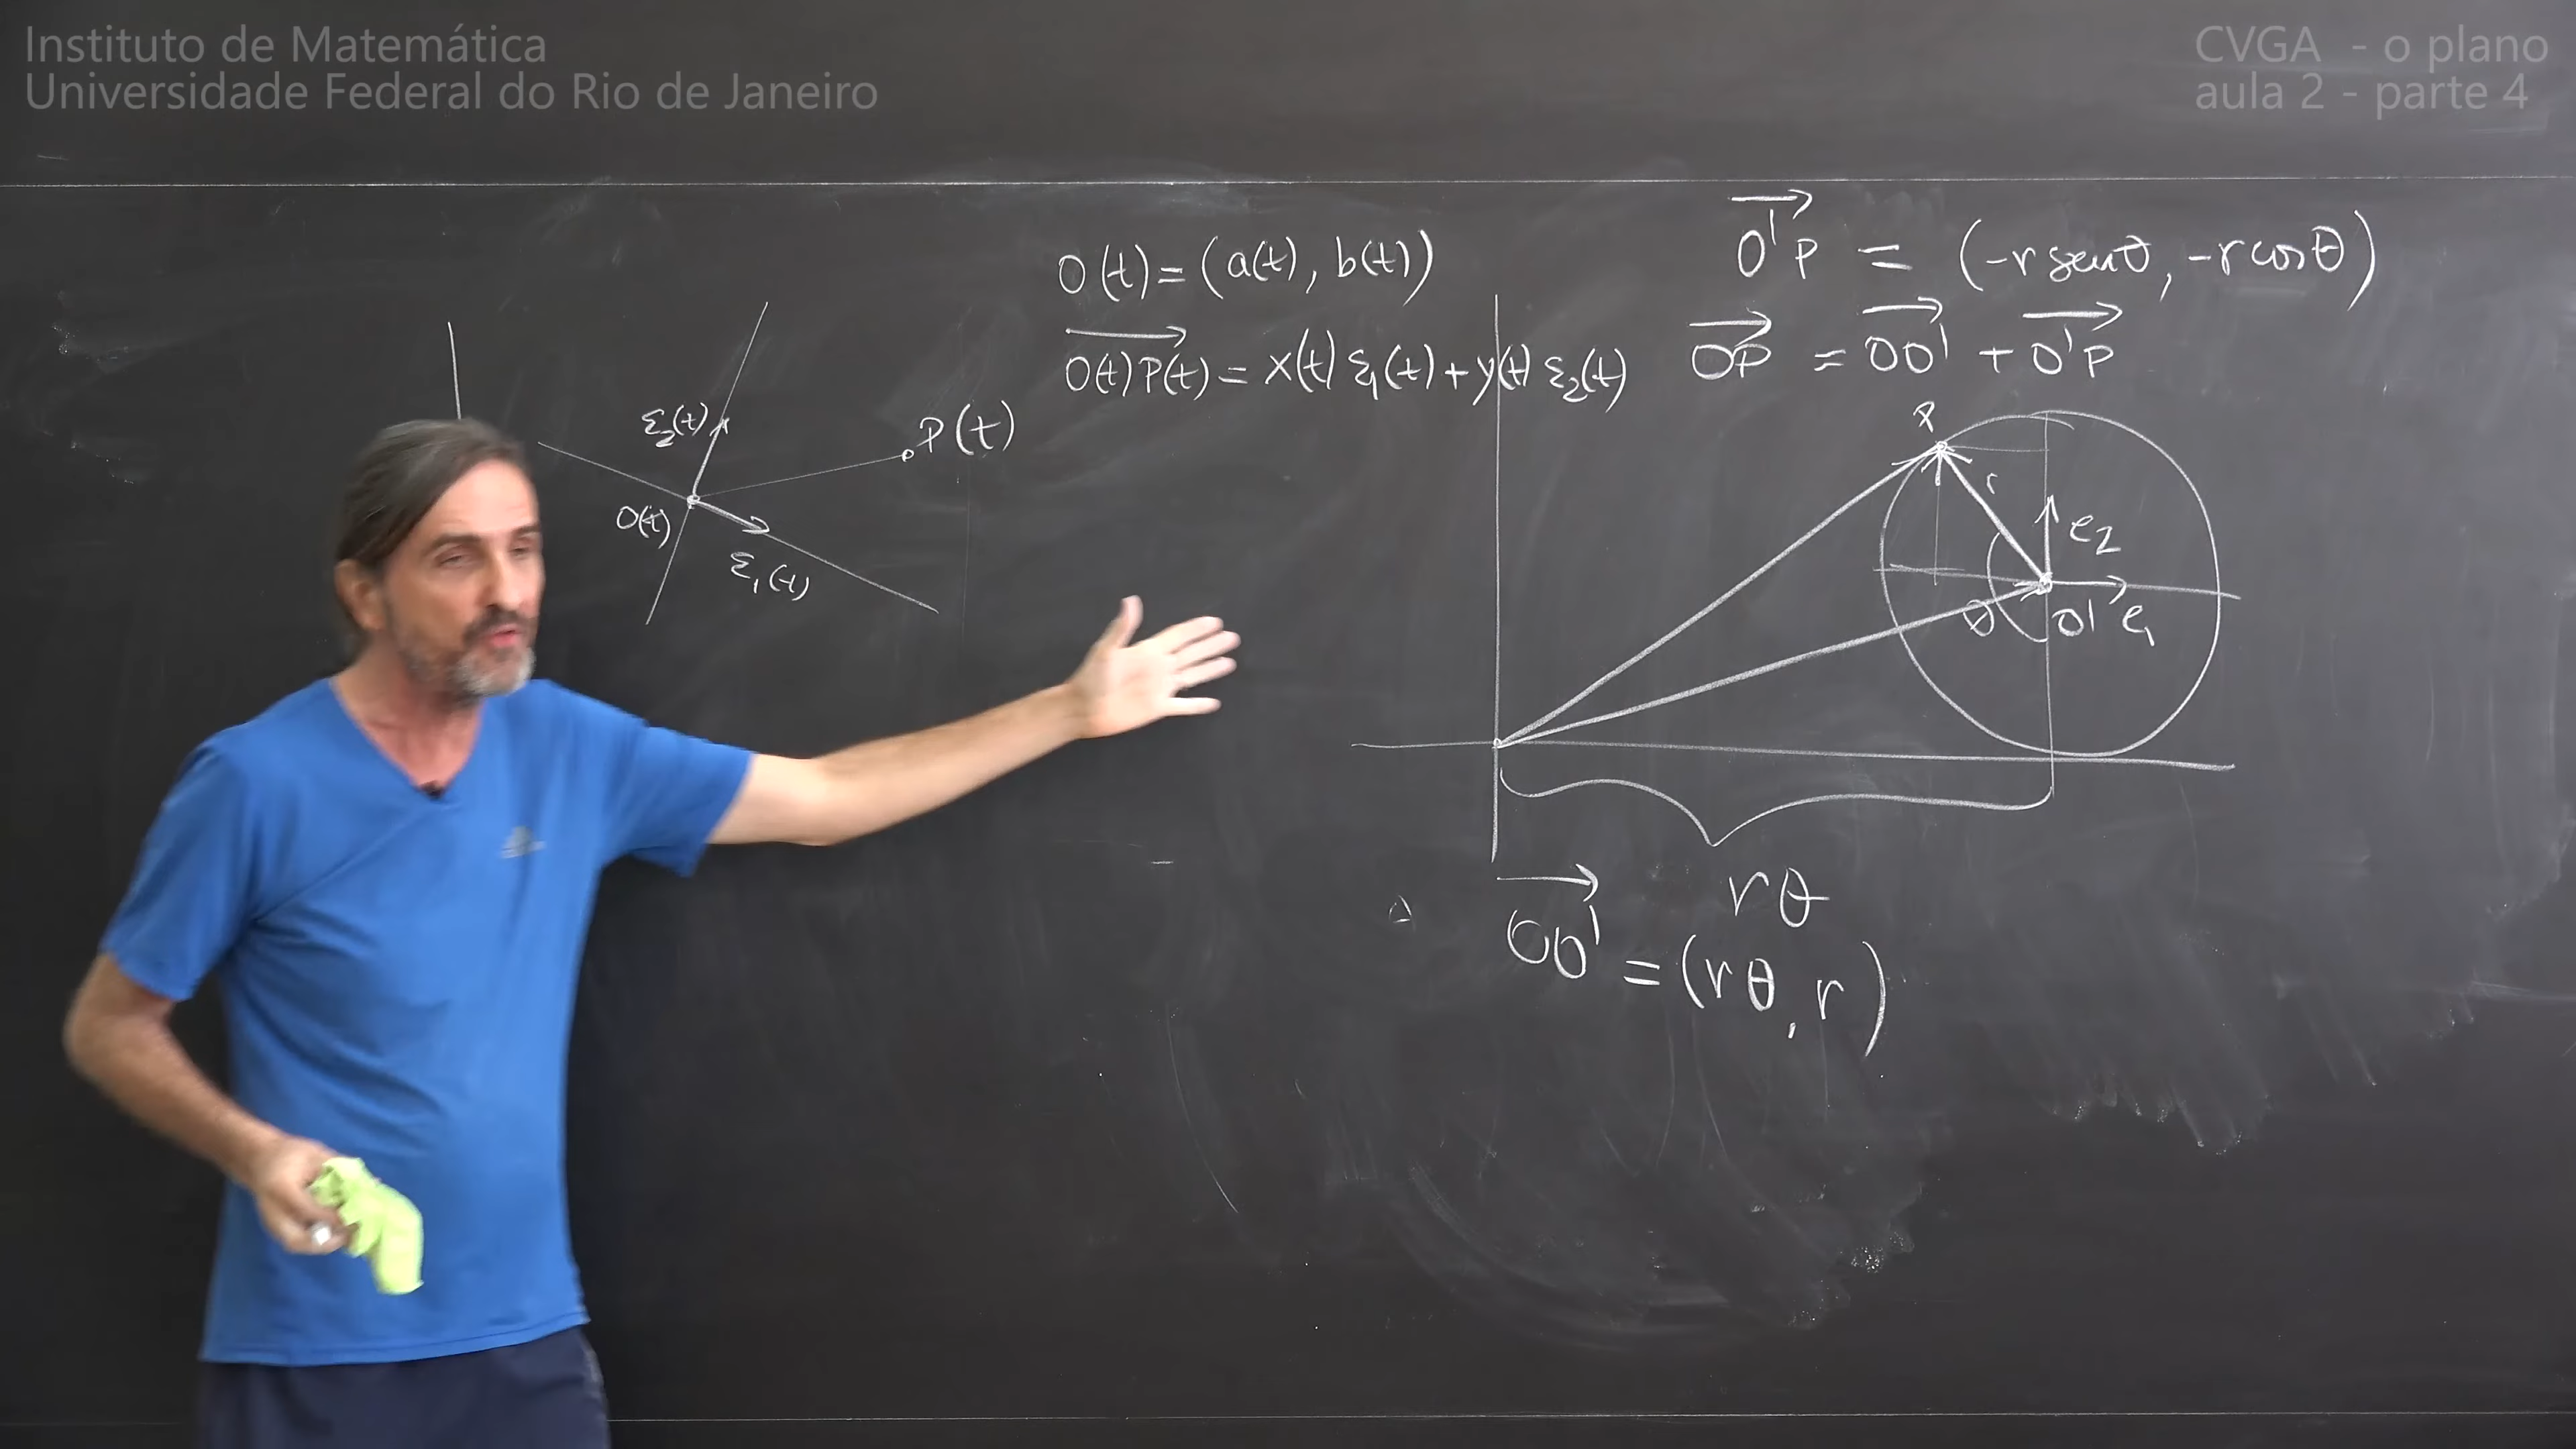 Instituto de Matemática
Universidade Federal do Rio de Janeiro
CVGA - o plano
aula 2 - parte 4
O(t) = (a(t), b(t))
O(t)P(t) = x(t) ε₁(t) + y(t) ε₂(t)
O'P = (-r senθ, -r cosθ)
OP = OO' + O'P
ε₂(t)
P(t)
O(t)
ε₁(t)
P
r
e₂
θ
O'
e₁
rθ
OO' = (rθ, r)